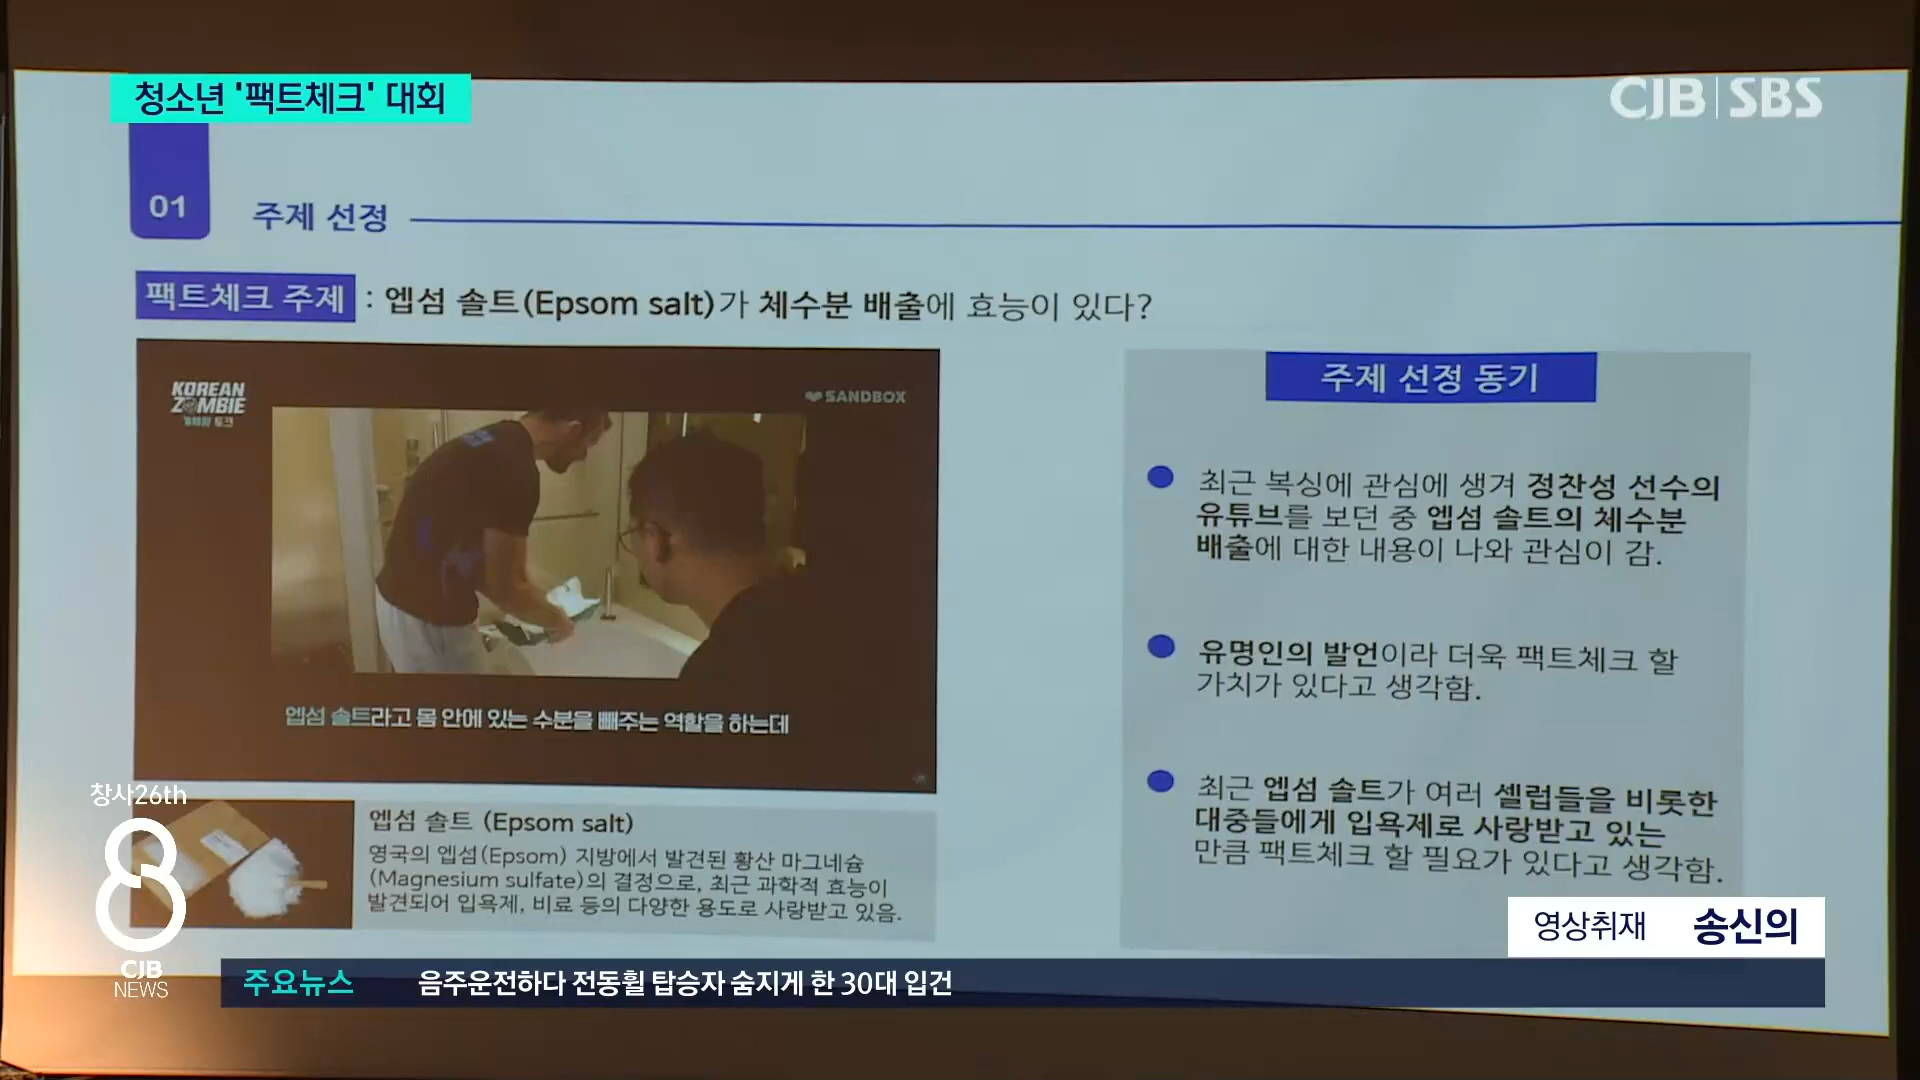 청소년 '팩트체크' 대회
CJB SBS
01
주제 선정
팩트체크 주제 : 엡섬 솔트(Epsom salt)가 체수분 배출에 효능이 있다?
KOREAN
ZOMBIE
SANDBOX
엡섬 솔트라고 몸 안에 있는 수분을 빼주는 역할을 하는데
엡섬 솔트 (Epsom salt)
영국의 엡섬(Epsom) 지방에서 발견된 황산 마그네슘
(Magnesium sulfate)의 결정으로, 최근 과학적 효능이
발견되어 입욕제, 비료 등의 다양한 용도로 사랑받고 있음.
주제 선정 동기
최근 복싱에 관심에 생겨 정찬성 선수의
유튜브를 보던 중 엡섬 솔트의 체수분
배출에 대한 내용이 나와 관심이 감.
유명인의 발언이라 더욱 팩트체크 할
가치가 있다고 생각함.
최근 엡섬 솔트가 여러 셀럽들을 비롯한
대중들에게 입욕제로 사랑받고 있는
만큼 팩트체크 할 필요가 있다고 생각함.
영상취재 송신의
창사26th
8
CJB
NEWS
주요뉴스 음주운전하다 전동휠 탑승자 숨지게 한 30대 입건